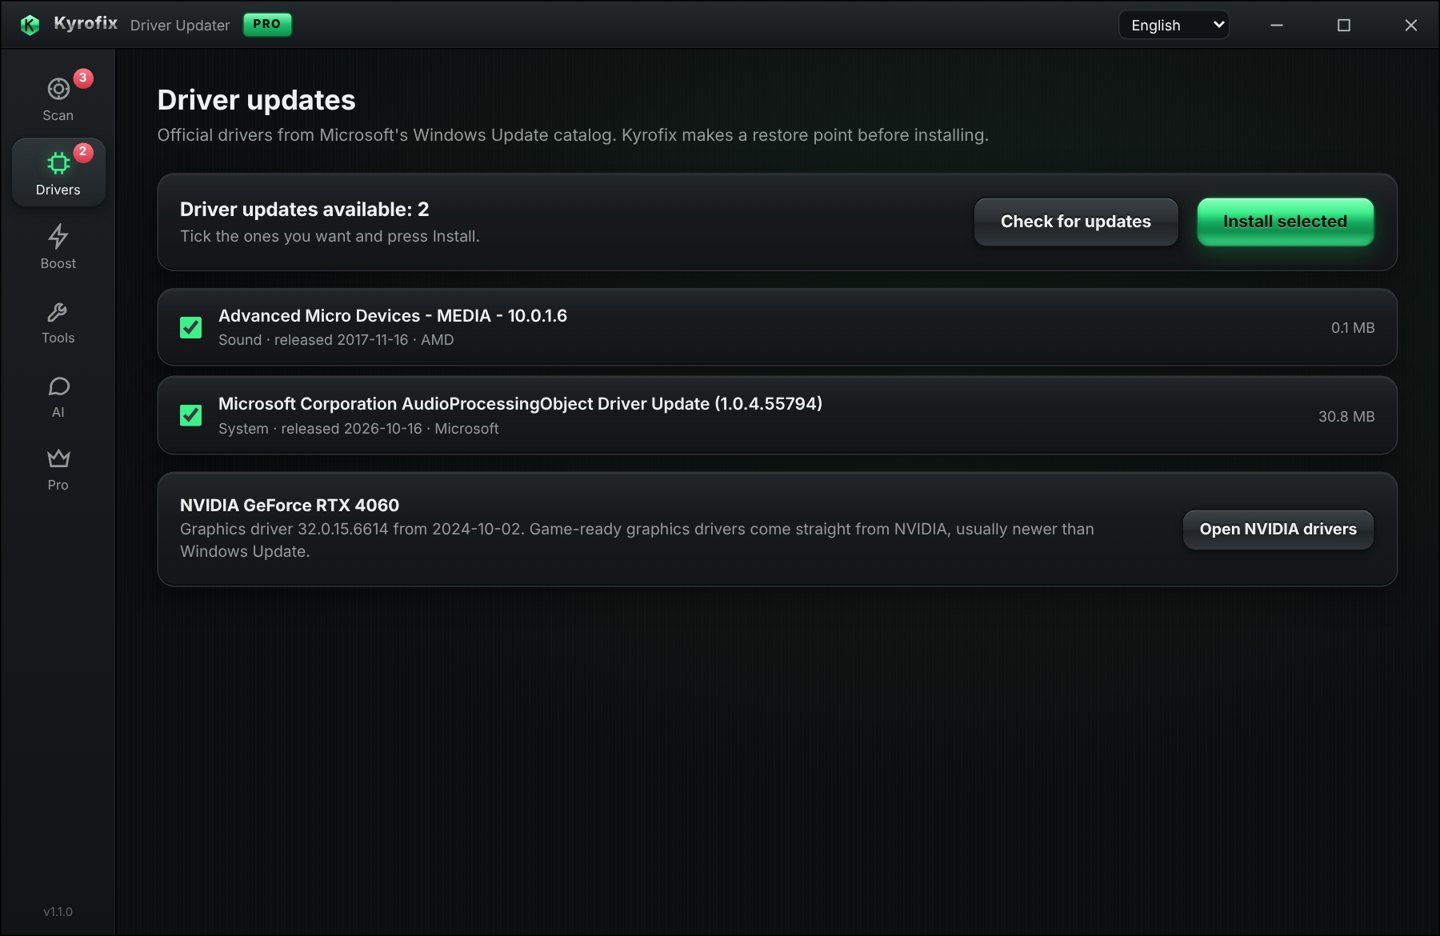 Kyrofix Driver Updater PRO English
3
Scan
2
Drivers
Boost
Tools
AI
Pro
v1.1.0
Driver updates
Official drivers from Microsoft's Windows Update catalog. Kyrofix makes a restore point before installing.
Driver updates available: 2
Tick the ones you want and press Install.
Check for updates
Install selected
Advanced Micro Devices - MEDIA - 10.0.1.6
Sound · released 2017-11-16 · AMD
0.1 MB
Microsoft Corporation AudioProcessingObject Driver Update (1.0.4.55794)
System · released 2026-10-16 · Microsoft
30.8 MB
NVIDIA GeForce RTX 4060
Graphics driver 32.0.15.6614 from 2024-10-02. Game-ready graphics drivers come straight from NVIDIA, usually newer than
Windows Update.
Open NVIDIA drivers